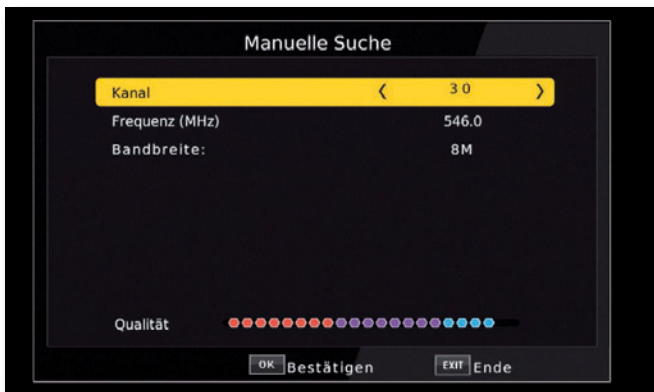 Manuelle Suche
Kanal 30
Frequenz (MHz) 546.0
Bandbreite: 8M
Qualität
OK Bestätigen EXIT Ende